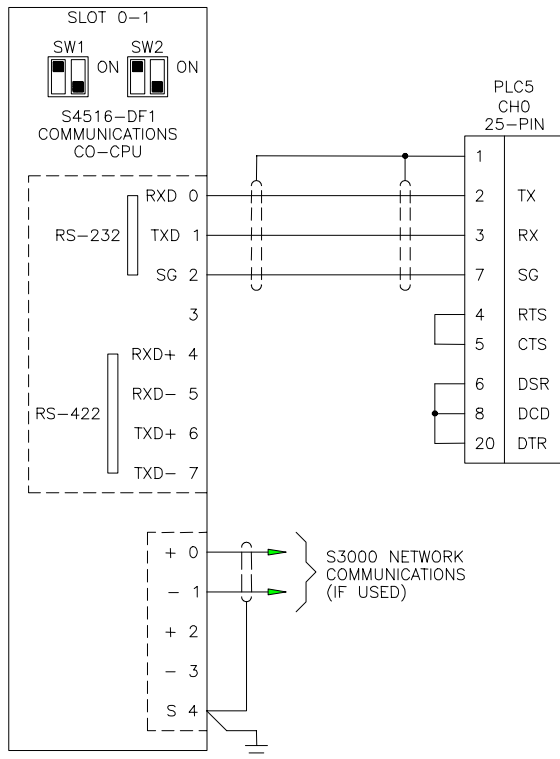 SLOT 0-1
SW1 SW2
ON ON
S4516-DF1
COMMUNICATIONS
CO-CPU
RS-232
RXD 0
TXD 1
SG 2
3
RS-422
RXD+ 4
RXD- 5
TXD+ 6
TXD- 7
+ 0
- 1
+ 2
- 3
S 4
S3000 NETWORK
COMMUNICATIONS
(IF USED)
PLC5
CH0
25-PIN
1
2 TX
3 RX
7 SG
4 RTS
5 CTS
6 DSR
8 DCD
20 DTR